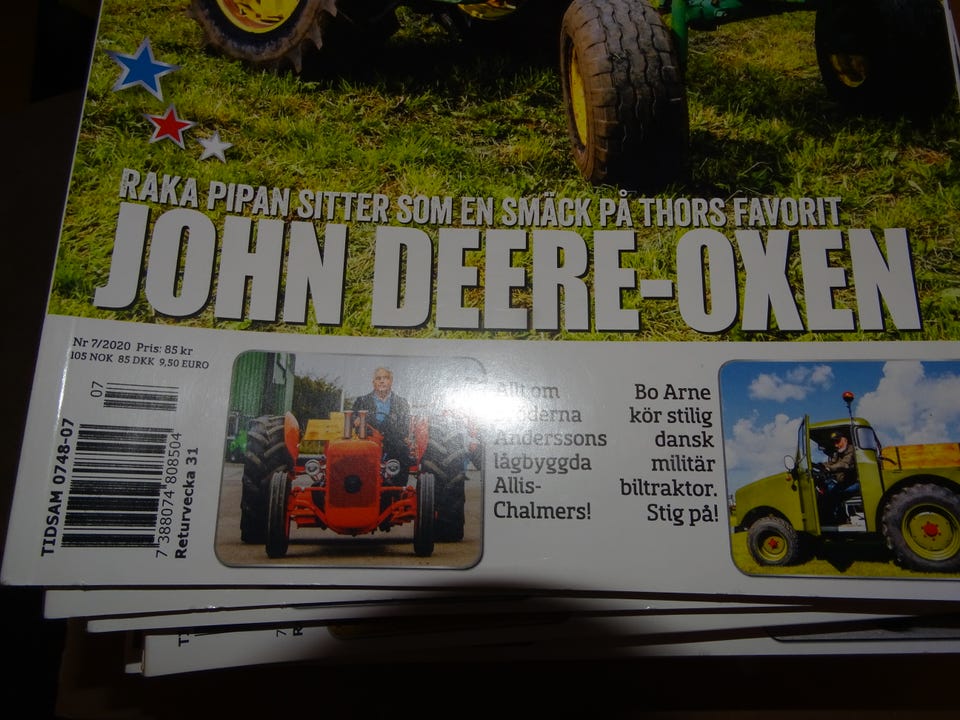 RAKA PIPAN SITTER SOM EN SMÄCK PÅ THORS FAVORIT
JOHN DEERE-OXEN
Nr 7/2020 Pris: 85 kr
105 NOK 85 DKK 9,50 EURO
07
TIDSAM 0748-07
7 388074 808504
Returvecka 31
Allt om
bröderna
Anderssons
lågbyggda
Allis-
Chalmers!
Bo Arne
kör stilig
dansk
militär
biltraktor.
Stig på!